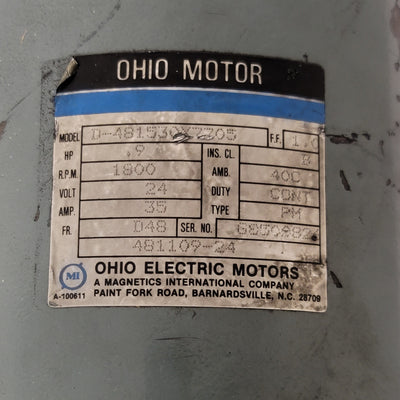 OHIO MOTOR
MODEL D-481530X7305 F.F. 1.0
HP .9 INS. CL. B
R.P.M. 1800 AMB. 40C
VOLT 24 DUTY CONT
AMP. 35 TYPE PM
FR. D48 SER. NO.
481109-24
MI
OHIO ELECTRIC MOTORS
A MAGNETICS INTERNATIONAL COMPANY
A-100611 PAINT FORK ROAD, BARNARDSVILLE, N.C. 28709